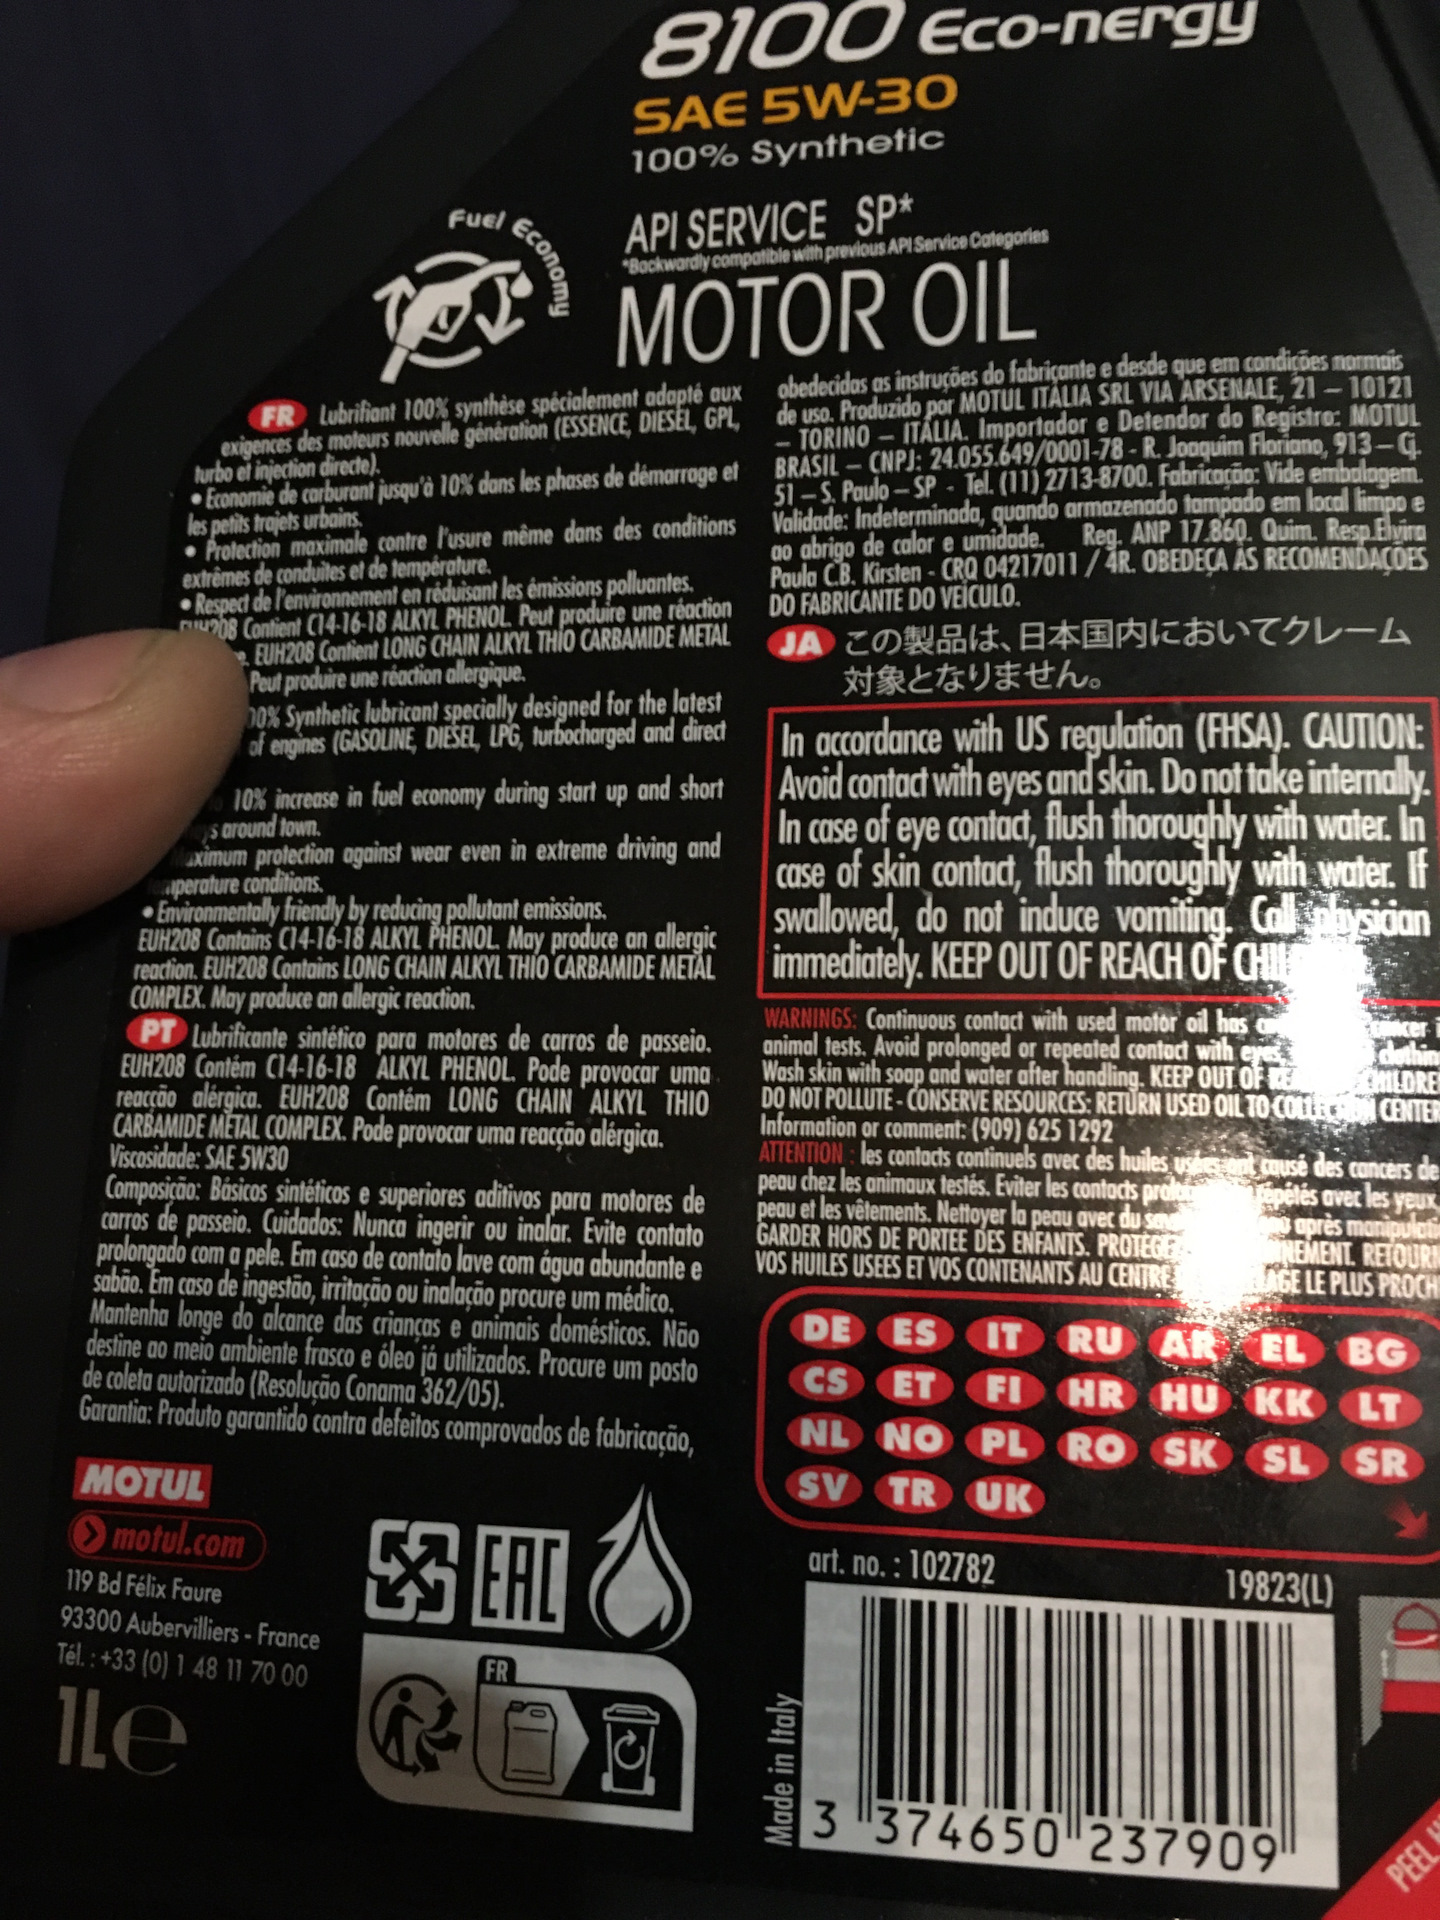 8100 Eco-nergy
SAE 5W-30
100% Synthetic
Fuel Economy
API SERVICE SP*
*Backwardly compatible with previous API Service Categories
MOTOR OIL
FR Lubrifiant 100% synthèse spécialement adapté aux
exigences des moteurs nouvelle génération (ESSENCE, DIESEL, GPL,
turbo et injection directe).
• Economie de carburant jusqu'à 10% dans les phases de démarrage et
les petits trajets urbains.
• Protection maximale contre l'usure même dans des conditions
extrêmes de conduites et de température.
• Respect de l'environnement en réduisant les émissions polluantes.
EUH208 Contient C14-16-18 ALKYL PHENOL. Peut produire une réaction
EUH208 Contient LONG CHAIN ALKYL THIO CARBAMIDE METAL
Peut produire une réaction allergique.
Synthetic lubricant specially designed for the latest
of engines (GASOLINE, DIESEL, LPG, turbocharged and direct
10% increase in fuel economy during start up and short
around town.
Maximum protection against wear even in extreme driving and
temperature conditions.
• Environmentally friendly by reducing pollutant emissions.
EUH208 Contains C14-16-18 ALKYL PHENOL. May produce an allergic
reaction. EUH208 Contains LONG CHAIN ALKYL THIO CARBAMIDE METAL
COMPLEX. May produce an allergic reaction.
PT Lubrificante sintético para motores de carros de passeio.
EUH208 Contém C14-16-18 ALKYL PHENOL. Pode provocar uma
reacção alérgica. EUH208 Contém LONG CHAIN ALKYL THIO
CARBAMIDE METAL COMPLEX. Pode provocar uma reacção alérgica.
Viscosidade: SAE 5W30
Composição: Básicos sintéticos e superiores aditivos para motores de
carros de passeio. Cuidados: Nunca ingerir ou inalar. Evite contato
prolongado com a pele. Em caso de contato lave com água abundante e
sabão. Em caso de ingestão, irritação ou inalação procure um médico.
Mantenha longe do alcance das crianças e animais domésticos. Não
destine ao meio ambiente frasco e óleo já utilizados. Procure um posto
de coleta autorizado (Resolução Conama 362/05).
Garantia: Produto garantido contra defeitos comprovados de fabricação,
obedecidas as instruções do fabricante e desde que em condições normais
de uso. Produzido por MOTUL ITALIA SRL VIA ARSENALE, 21 – 10121
– TORINO – ITÁLIA. Importador e Detendor do Registro: MOTUL
BRASIL – CNPJ: 24.055.649/0001-78 - R. Joaquim Floriano, 913 – Cj.
51 – S. Paulo – SP - Tel. (11) 2713-8700. Fabricação: Vide embalagem.
Validade: Indeterminada, quando armazenado tampado em local limpo e
ao abrigo de calor e umidade. Reg. ANP 17.860. Quim. Resp.Elvira
Paula C.B. Kirsten - CRQ 04217011 / 4R. OBEDEÇA ÀS RECOMENDAÇÕES
DO FABRICANTE DO VEÍCULO.
JA この製品は、日本国内においてクレーム
対象となりません。
In accordance with US regulation (FHSA). CAUTION:
Avoid contact with eyes and skin. Do not take internally.
In case of eye contact, flush thoroughly with water. In
case of skin contact, flush thoroughly with water. If
swallowed, do not induce vomiting. Call physician
immediately. KEEP OUT OF REACH OF
WARNINGS: Continuous contact with used motor oil has
animal tests. Avoid prolonged or repeated contact with eyes
Wash skin with soap and water after handling. KEEP OUT OF
DO NOT POLLUTE - CONSERVE RESOURCES: RETURN USED OIL TO COLLECTION CENTER
Information or comment: (909) 625 1292
ATTENTION : les contacts continuels avec des huiles usées ont causé des cancers de
peau chez les animaux testés. Eviter les contacts répétés avec les yeux,
peau et les vêtements. Nettoyer la peau avec du après
GARDER HORS DE PORTEE DES ENFANTS.
VOS HUILES USEES ET VOS CONTENANTS AU CENTRE LE PLUS
DE ES IT RU AR EL BG
CS ET FI HR HU KK LT
NL NO PL RO SK SL SR
SV TR UK
MOTUL
motul.com
119 Bd Félix Faure
93300 Aubervilliers - France
Tél. : +33 (0) 1 48 11 70 00
1L e
EAC
FR
art. no. : 102782
19823(L)
Made in Italy
3 374650 237909
PEEL